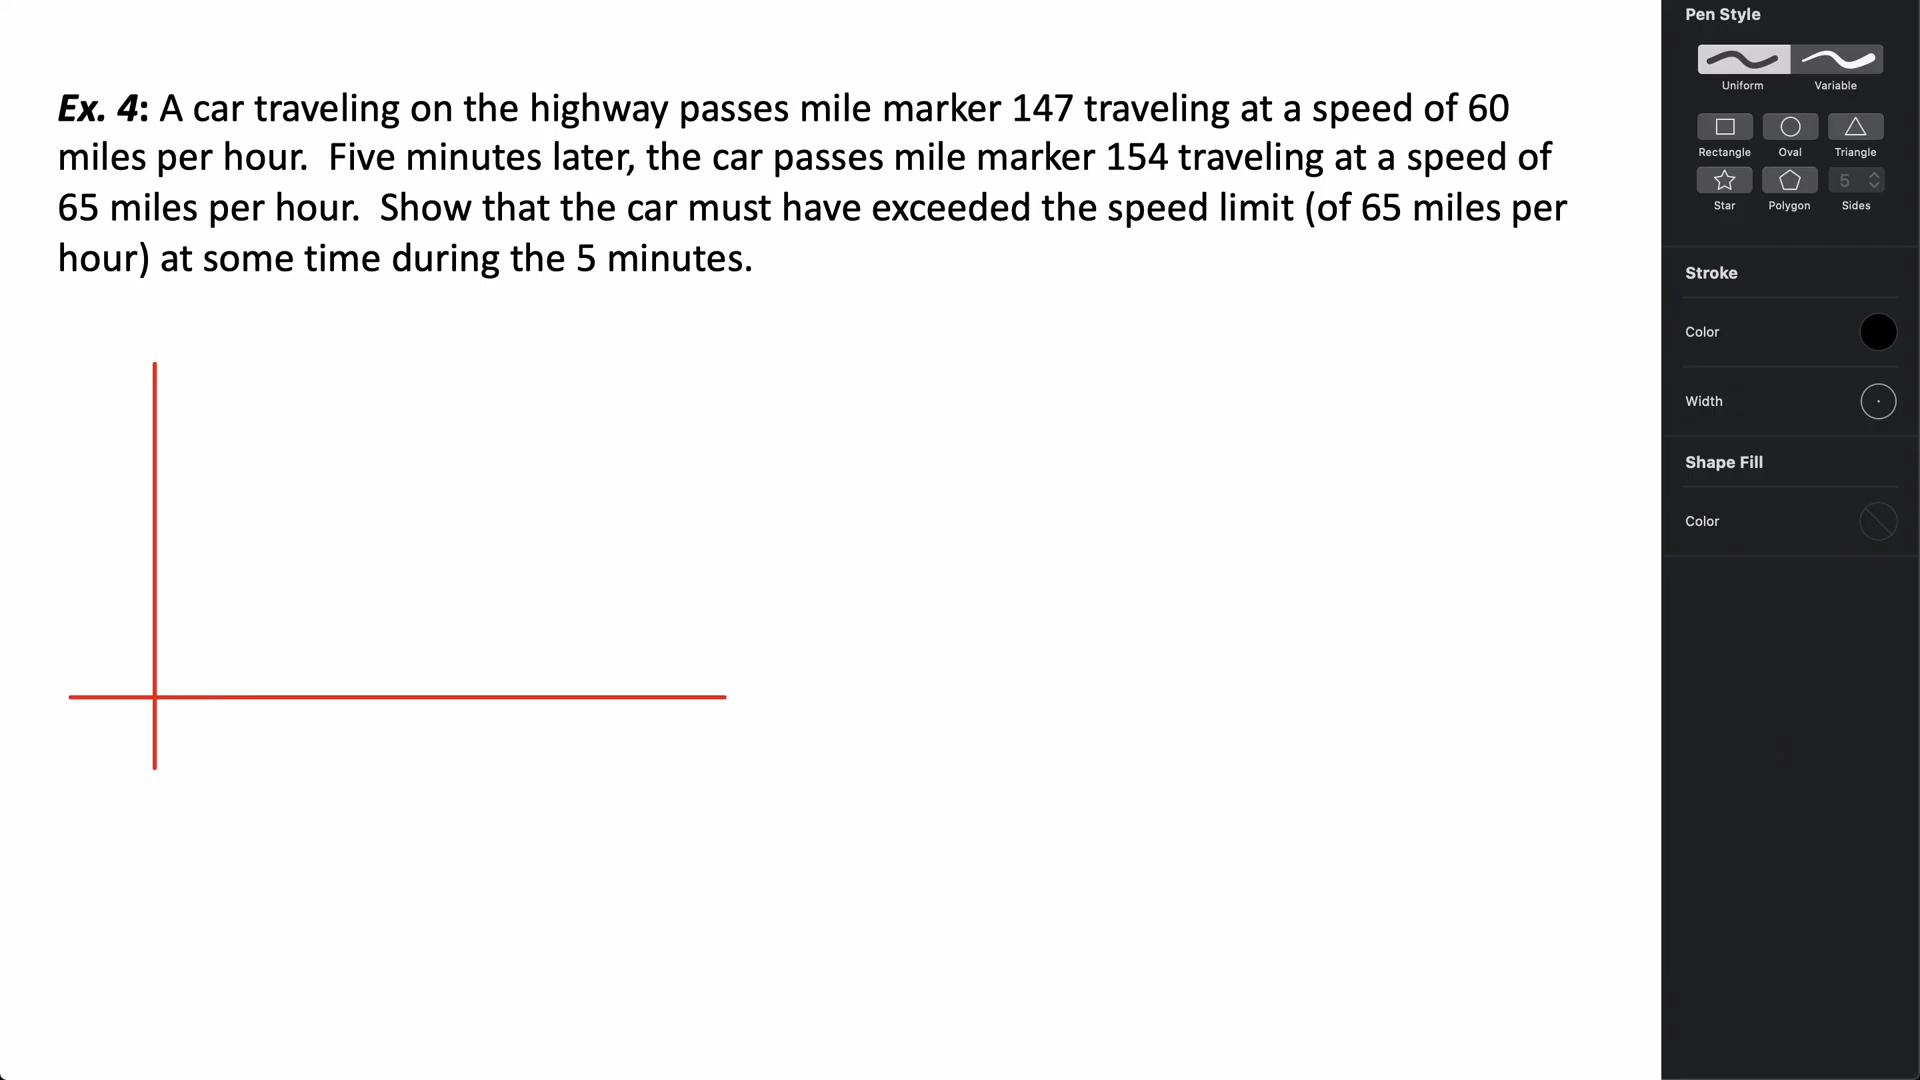 Ex. 4: A car traveling on the highway passes mile marker 147 traveling at a speed of 60
miles per hour.  Five minutes later, the car passes mile marker 154 traveling at a speed of
65 miles per hour.  Show that the car must have exceeded the speed limit (of 65 miles per
hour) at some time during the 5 minutes.
Pen Style
Uniform Variable
Rectangle Oval Triangle
5
Star Polygon Sides
Stroke
Color
Width
Shape Fill
Color